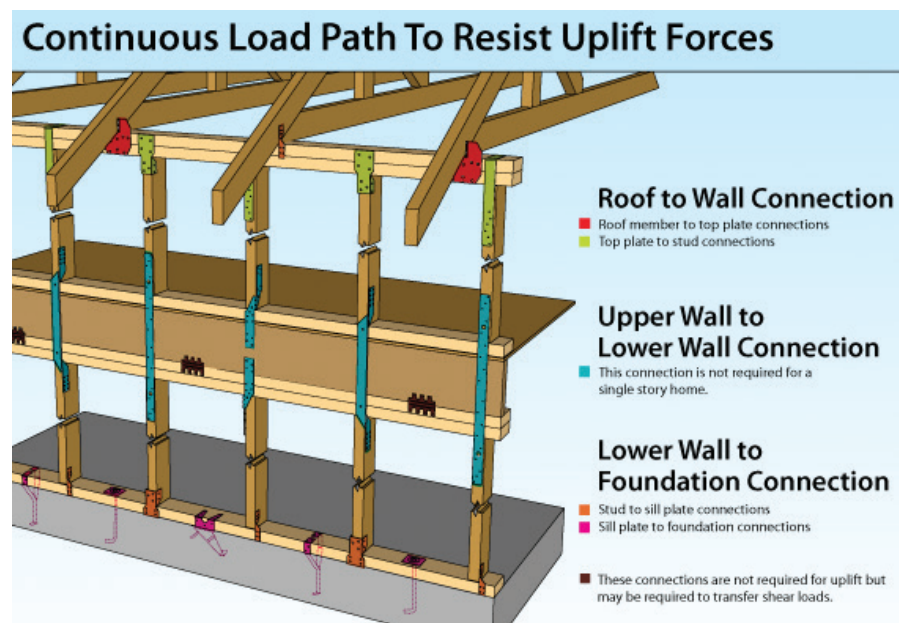 Continuous Load Path To Resist Uplift Forces
Roof to Wall Connection
Roof member to top plate connections
Top plate to stud connections
Upper Wall to
Lower Wall Connection
This connection is not required for a
single story home.
Lower Wall to
Foundation Connection
Stud to sill plate connections
Sill plate to foundation connections
These connections are not required for uplift but
may be required to transfer shear loads.